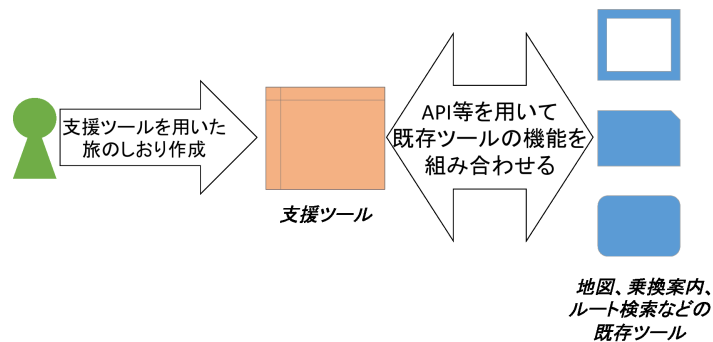 支援ツールを用いた
旅のしおり作成
支援ツール
API等を用いて
既存ツールの機能を
組み合わせる
地図、乗換案内、
ルート検索などの
既存ツール